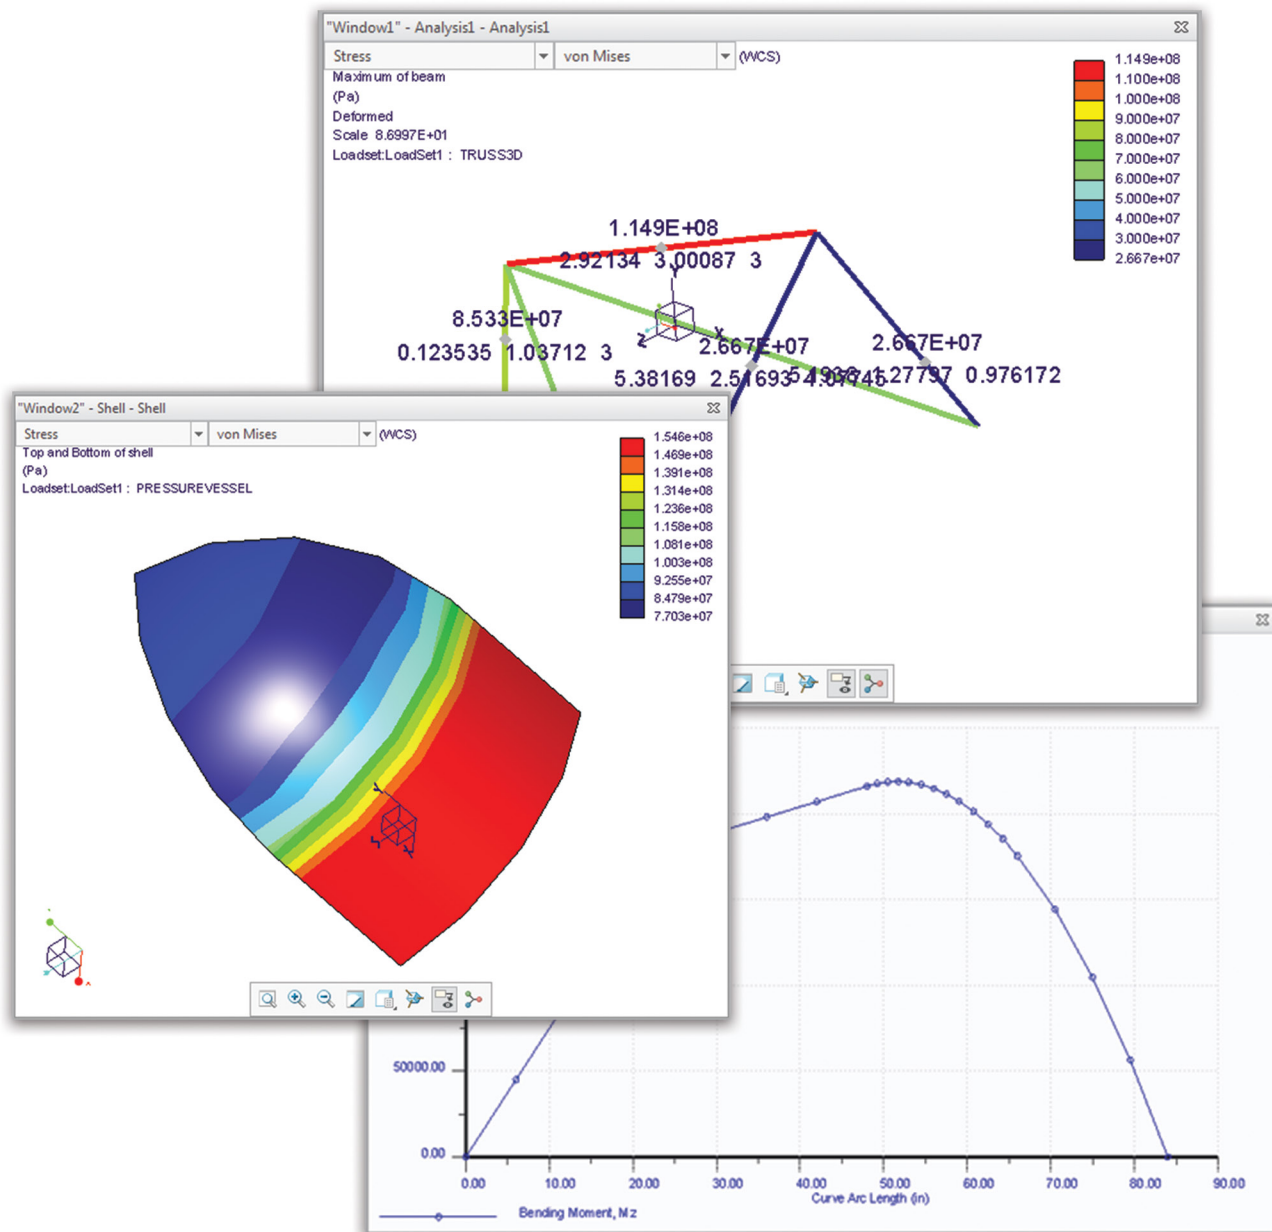 "Window1" - Analysis1 - Analysis1
Stress von Mises (WCS)
Maximum of beam
(Pa)
Deformed
Scale 8.6997E+01
Loadset:LoadSet1 : TRUSS3D
1.149e+08
1.100e+08
1.000e+08
9.000e+07
8.000e+07
7.000e+07
6.000e+07
5.000e+07
4.000e+07
3.000e+07
2.667e+07
1.149E+08
2.92134 3.00087 3
Y
X
Z
8.533E+07
0.123535 1.03712 3
2.667E+07
2.667E+07
5.38169 2.51693
0.976172
"Window2" - Shell - Shell
Stress von Mises (WCS)
Top and Bottom of shell
(Pa)
Loadset:LoadSet1 : PRESSUREVESSEL
1.546e+08
1.469e+08
1.391e+08
1.314e+08
1.236e+08
1.158e+08
1.081e+08
1.003e+08
9.255e+07
8.479e+07
7.703e+07
50000.00
0.00
0.00 10.00 20.00 30.00 40.00 50.00 60.00 70.00 80.00 90.00
Curve Arc Length (in)
Bending Moment, Mz